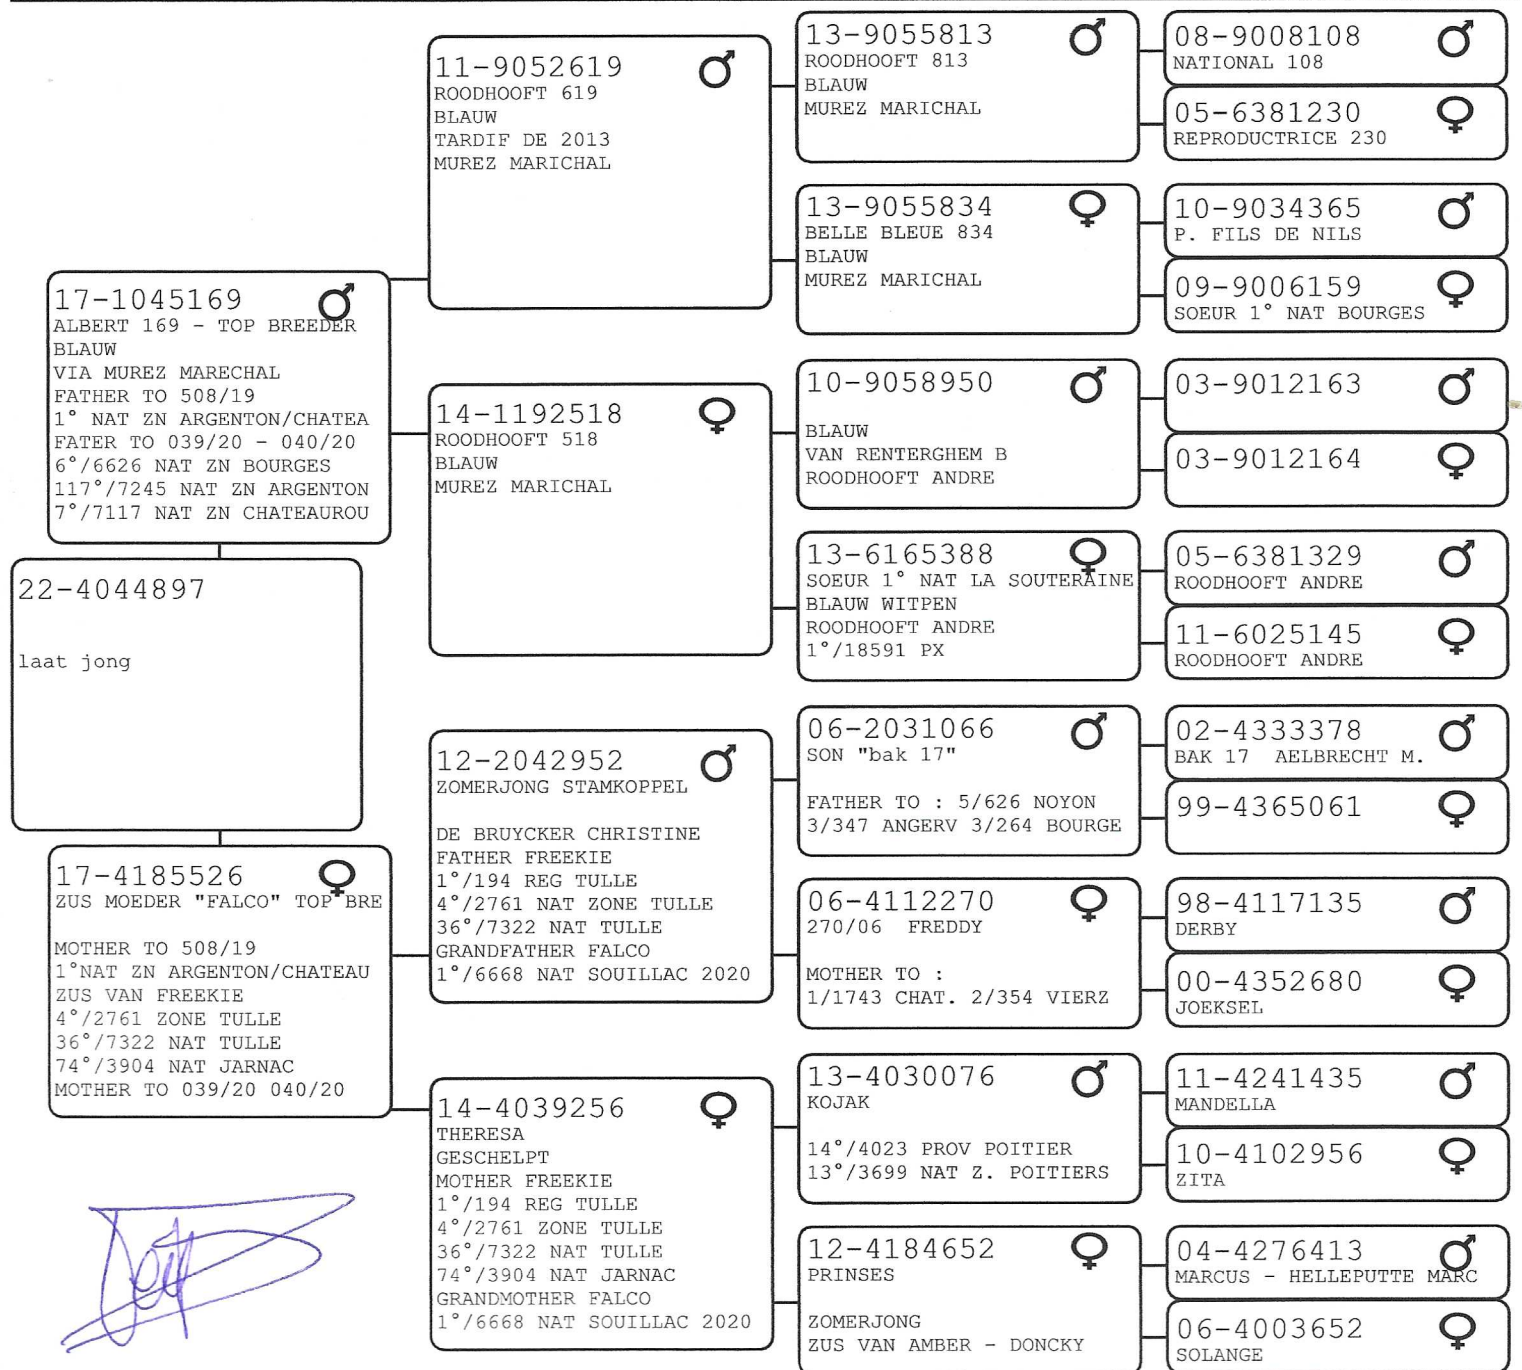 22-4044897
laat jong
17-1045169
ALBERT 169 - TOP BREEDER
BLAUW
VIA MUREZ MARECHAL
FATHER TO 508/19
1° NAT ZN ARGENTON/CHATEA
FATER TO 039/20 - 040/20
6°/6626 NAT ZN BOURGES
117°/7245 NAT ZN ARGENTON
7°/7117 NAT ZN CHATEAUROU
17-4185526
ZUS MOEDER "FALCO" TOP BRE
MOTHER TO 508/19
1°NAT ZN ARGENTON/CHATEAU
ZUS VAN FREEKIE
4°/2761 ZONE TULLE
36°/7322 NAT TULLE
74°/3904 NAT JARNAC
MOTHER TO 039/20 040/20
11-9052619
ROODHOOFT 619
BLAUW
TARDIF DE 2013
MUREZ MARICHAL
14-1192518
ROODHOOFT 518
BLAUW
MUREZ MARICHAL
12-2042952
ZOMERJONG STAMKOPPEL
DE BRUYCKER CHRISTINE
FATHER FREEKIE
1°/194 REG TULLE
4°/2761 NAT ZONE TULLE
36°/7322 NAT TULLE
GRANDFATHER FALCO
1°/6668 NAT SOUILLAC 2020
14-4039256
THERESA
GESCHELPT
MOTHER FREEKIE
1°/194 REG TULLE
4°/2761 ZONE TULLE
36°/7322 NAT TULLE
74°/3904 NAT JARNAC
GRANDMOTHER FALCO
1°/6668 NAT SOUILLAC 2020
13-9055813
ROODHOOFT 813
BLAUW
MUREZ MARICHAL
13-9055834
BELLE BLEUE 834
BLAUW
MUREZ MARICHAL
10-9058950
BLAUW
VAN RENTERGHEM B
ROODHOOFT ANDRE
13-6165388
SOEUR 1° NAT LA SOUTERAINE
BLAUW WITPEN
ROODHOOFT ANDRE
1°/18591 PX
06-2031066
SON "bak 17"
FATHER TO : 5/626 NOYON
3/347 ANGERV 3/264 BOURGE
06-4112270
270/06  FREDDY
MOTHER TO :
1/1743 CHAT. 2/354 VIERZ
13-4030076
KOJAK
14°/4023 PROV POITIER
13°/3699 NAT Z. POITIERS
12-4184652
PRINSES
ZOMERJONG
ZUS VAN AMBER - DONCKY
08-9008108
NATIONAL 108
05-6381230
REPRODUCTRICE 230
10-9034365
P. FILS DE NILS
09-9006159
SOEUR 1° NAT BOURGES
03-9012163
03-9012164
05-6381329
ROODHOOFT ANDRE
11-6025145
ROODHOOFT ANDRE
02-4333378
BAK 17  AELBRECHT M.
99-4365061
98-4117135
DERBY
00-4352680
JOEKSEL
11-4241435
MANDELLA
10-4102956
ZITA
04-4276413
MARCUS - HELLEPUTTE MARC
06-4003652
SOLANGE